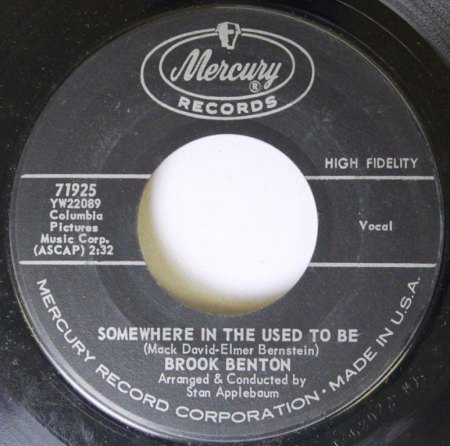 Mercury
®
RECORDS
HIGH FIDELITY
71925
YW22089
Columbia
Pictures
Music Corp.
(ASCAP) 2:32
Vocal
SOMEWHERE IN THE USED TO BE
(Mack David-Elmer Bernstein)
BROOK BENTON
Arranged & Conducted by
Stan Applebaum
MERCURY RECORD CORPORATION • MADE IN U.S.A.